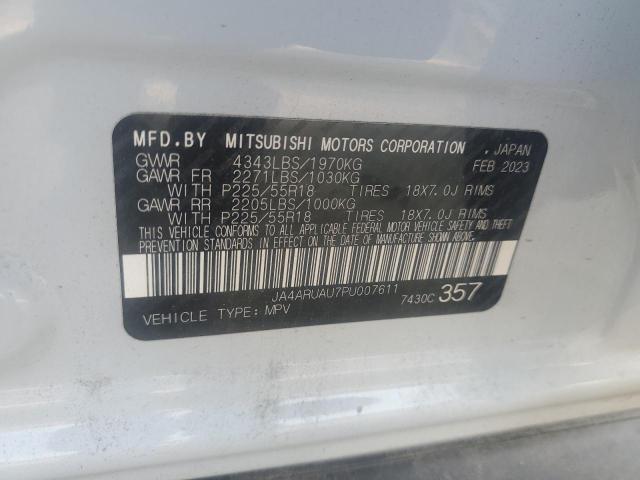 MFD.BY MITSUBISHI MOTORS CORPORATION , JAPAN
GVWR 4343LBS/1970KG FEB 2023
GAWR FR 2271LBS/1030KG
WITH P225/55R18 TIRES 18X7.0J RIMS
GAWR RR 2205LBS/1000KG
WITH P225/55R18 TIRES 18X7.0J RIMS
THIS VEHICLE CONFORMS TO ALL APPLICABLE FEDERAL MOTOR VEHICLE SAFETY AND THEFT
PREVENTION STANDARDS IN EFFECT ON THE DATE OF MANUFACTURE SHOWN ABOVE.
JA4ARUAU7PU007611
VEHICLE TYPE: MPV 7430C 357